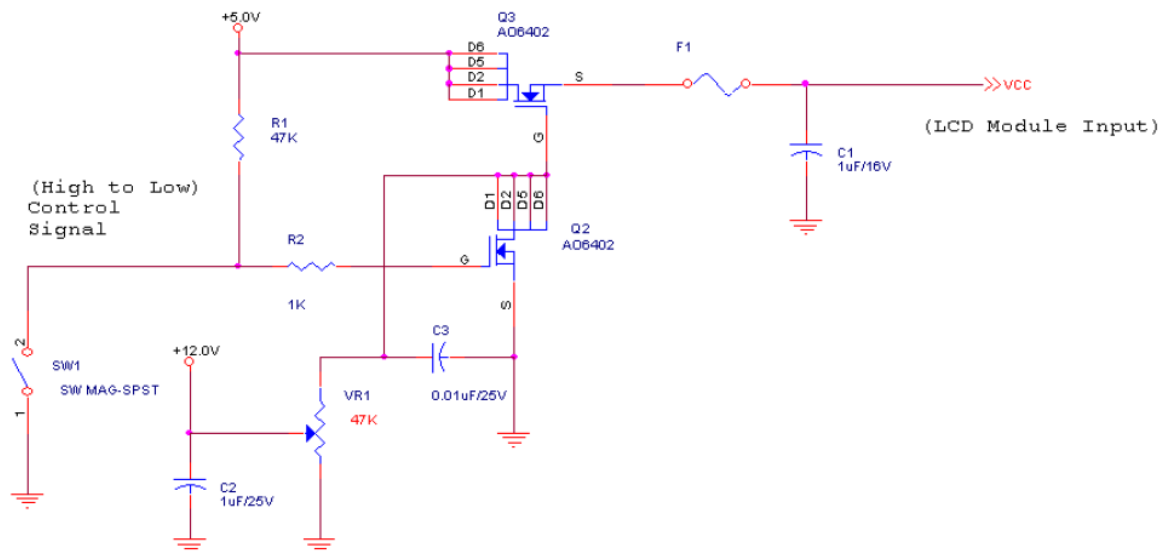 +5.0V
Q3
AO6402
D6
D5
D2
D1
S
G
F1
VCC
(LCD Module Input)
C1
1uF/16V
R1
47K
(High to Low)
Control
Signal
R2
1K
G
D1
D2
D5
D6
Q2
AO6402
S
C3
0.01uF/25V
2
SW1
SW MAG-SPST
1
+12.0V
VR1
47K
C2
1uF/25V